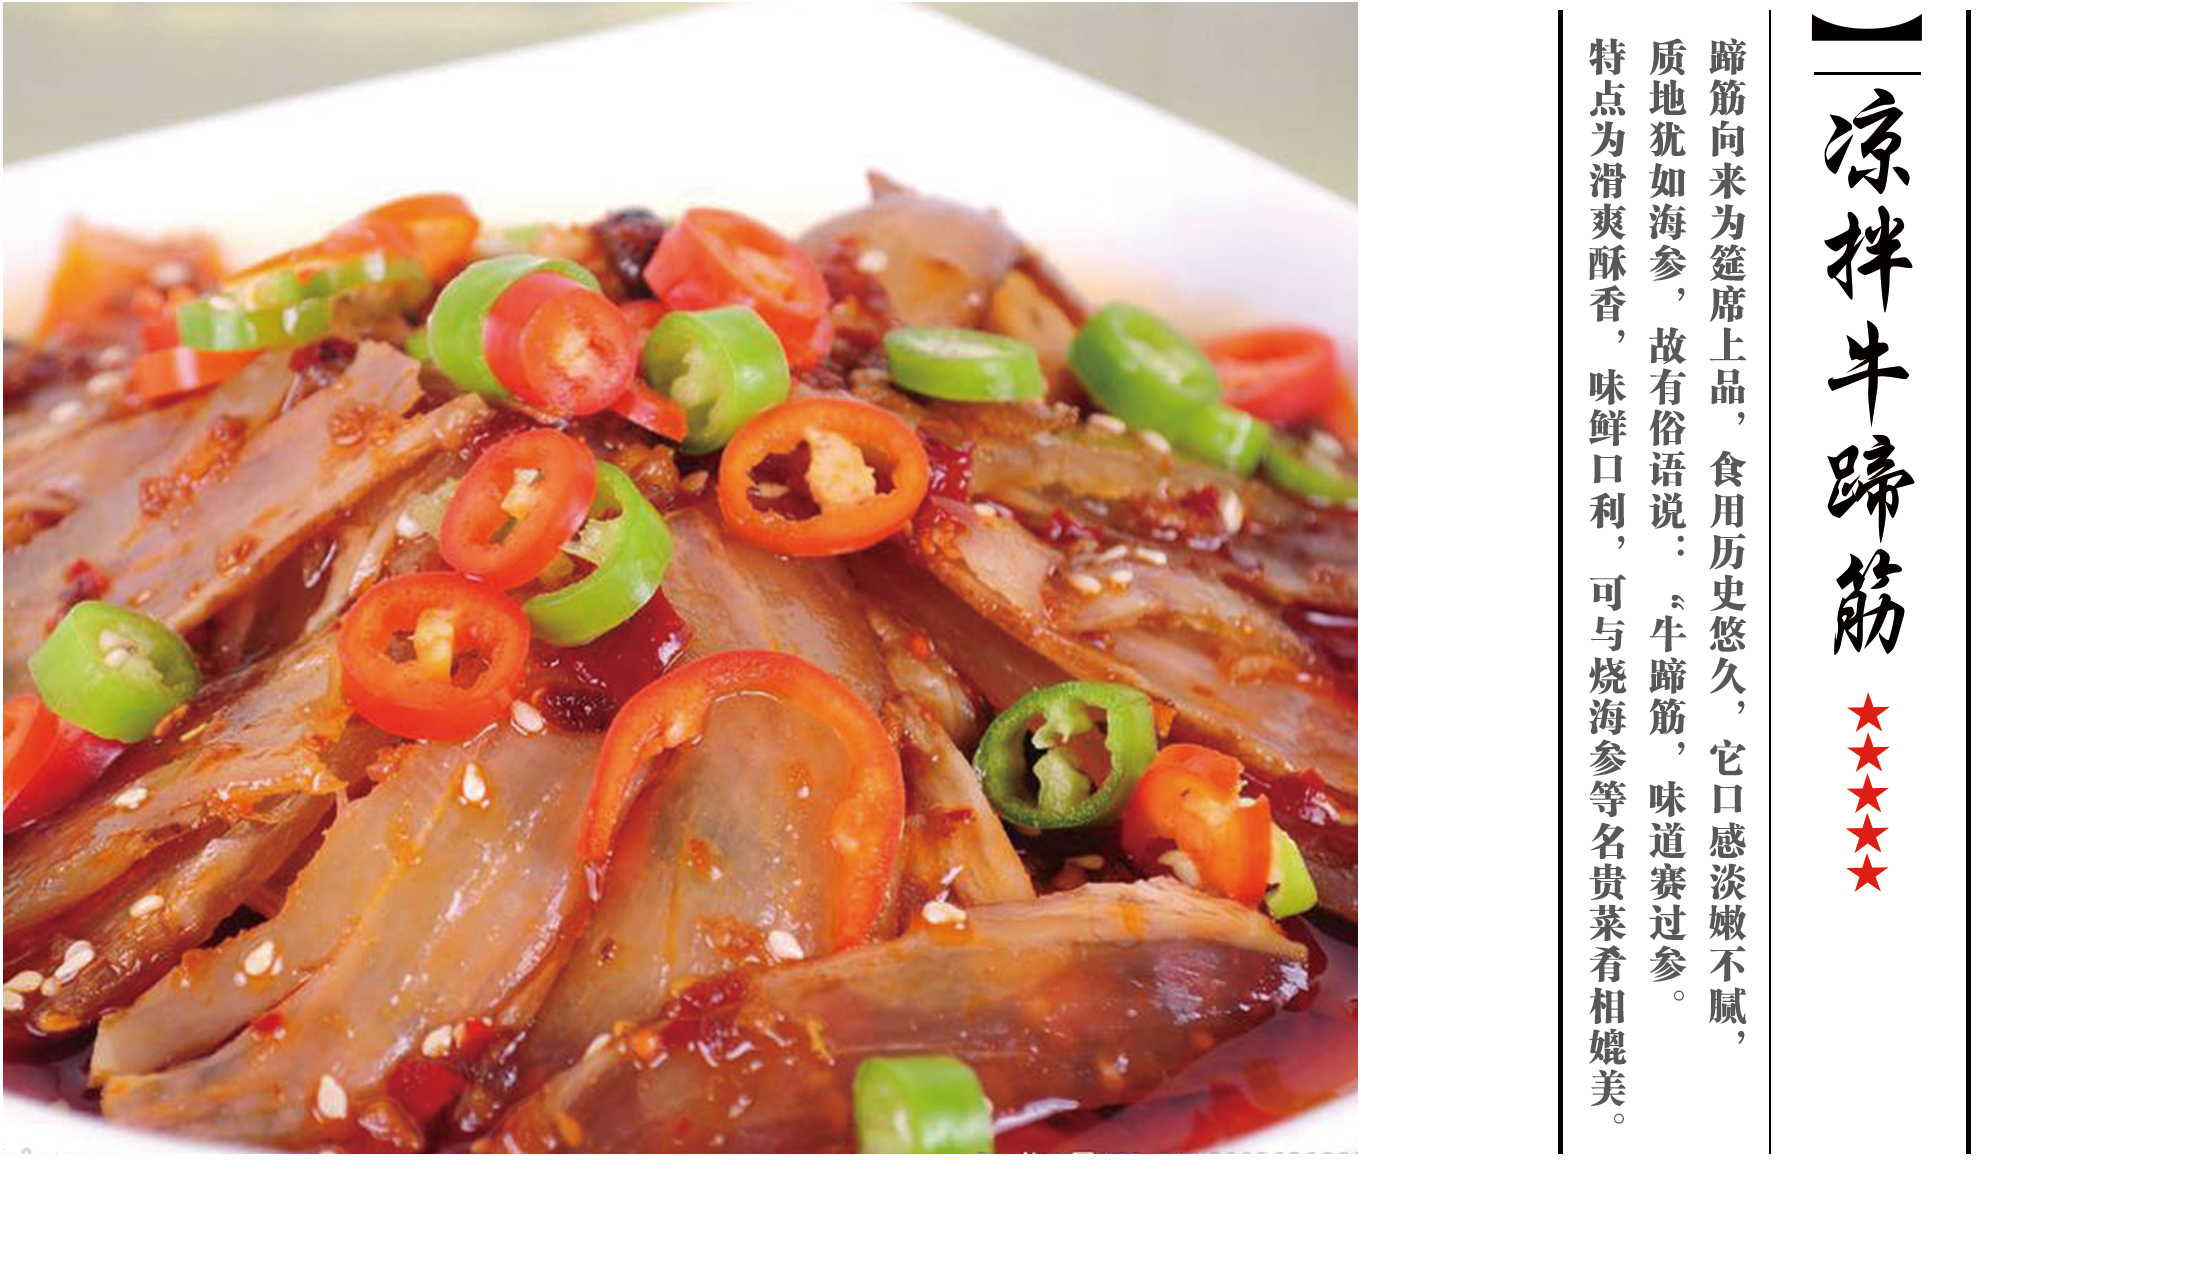 凉拌牛蹄筋
蹄筋向来为筵席上品，食用历史悠久，它口感淡嫩不腻，
质地犹如海参，故有俗语说：“牛蹄筋，味道赛过参。
特点为滑爽酥香，味鲜口利，可与烧海参等名贵菜肴相媲美。